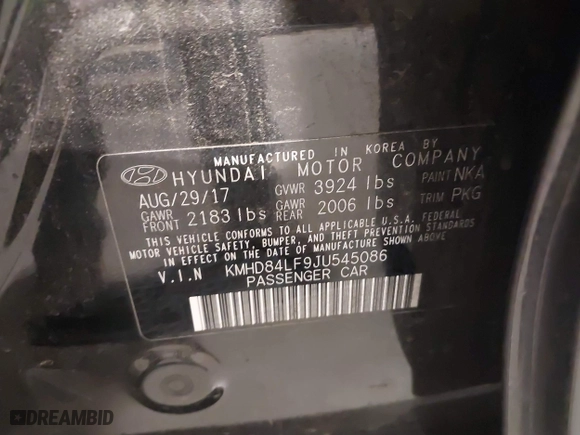 MANUFACTURED IN KOREA BY
HYUNDAI MOTOR COMPANY
AUG/29/17 GVWR 3924 lbs PAINT NKA
GAWR FRONT 2183 lbs GAWR REAR 2006 lbs TRIM PKG
THIS VEHICLE CONFORMS TO ALL APPLICABLE U.S.A. FEDERAL
MOTOR VEHICLE SAFETY, BUMPER, AND THEFT PREVENTION STANDARDS
IN EFFECT ON THE DATE OF MANUFACTURE SHOWN ABOVE.
V.I.N KMHD84LF9JU545086
PASSENGER CAR
DREAMBID